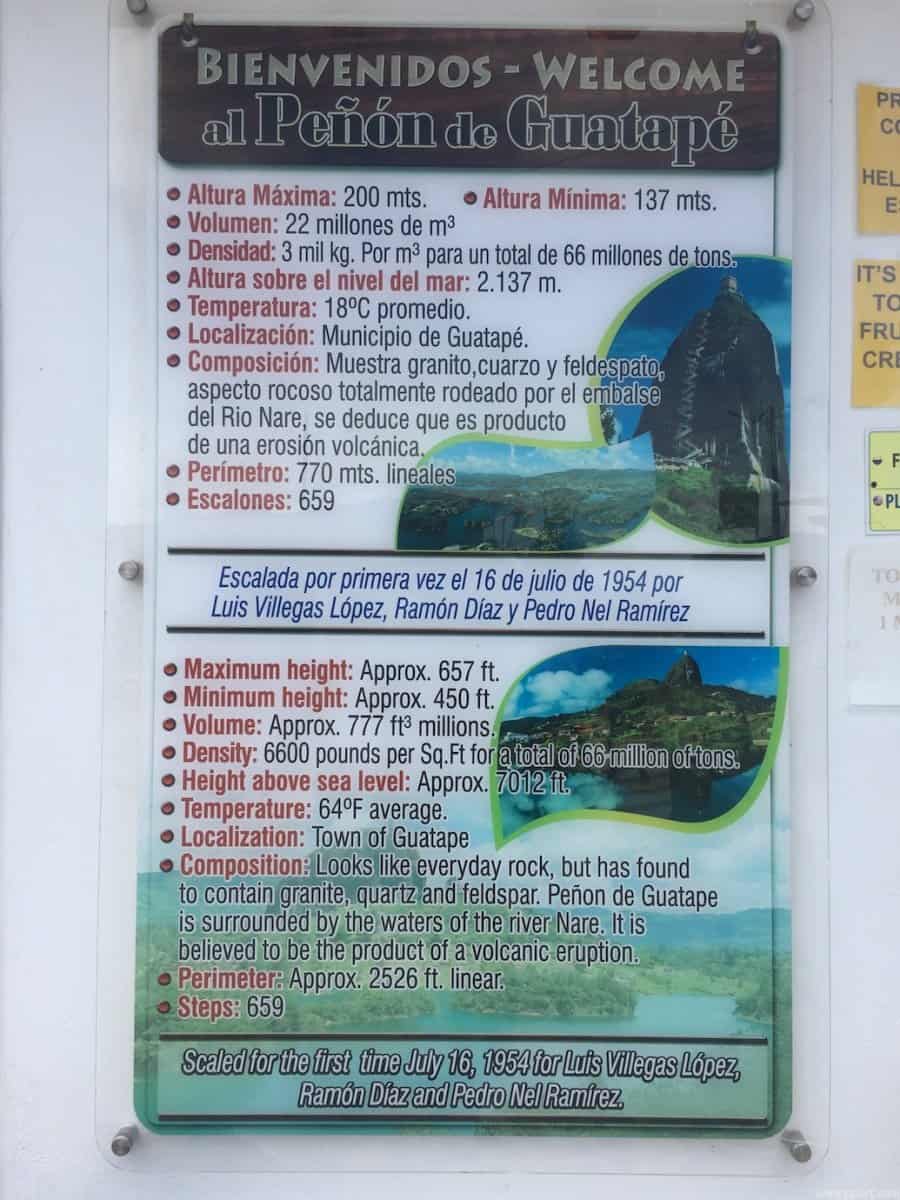 BIENVENIDOS - WELCOME
al Peñón de Guatapé
Altura Máxima: 200 mts. Altura Mínima: 137 mts.
Volumen: 22 millones de m³
Densidad: 3 mil kg. Por m³ para un total de 66 millones de tons.
Altura sobre el nivel del mar: 2.137 m.
Temperatura: 18ºC promedio.
Localización: Municipio de Guatapé.
Composición: Muestra granito,cuarzo y feldespato,
aspecto rocoso totalmente rodeado por el embalse
del Rio Nare, se deduce que es producto
de una erosión volcánica.
Perímetro: 770 mts. lineales
Escalones: 659
Escalada por primera vez el 16 de julio de 1954 por
Luis Villegas López, Ramón Díaz y Pedro Nel Ramírez
Maximum height: Approx. 657 ft.
Minimum height: Approx. 450 ft.
Volume: Approx. 777 ft³ millions.
Density: 6600 pounds per Sq.Ft for a total of 66 million of tons.
Height above sea level: Approx. 7012 ft.
Temperature: 64ºF average.
Localization: Town of Guatape
Composition: Looks like everyday rock, but has found
to contain granite, quartz and feldspar. Peñon de Guatape
is surrounded by the waters of the river Nare. It is
believed to be the product of a volcanic eruption.
Perimeter: Approx. 2526 ft. linear.
Steps: 659
Scaled for the first time July 16, 1954 for Luis Villegas López,
Ramón Díaz and Pedro Nel Ramírez.
PR
CO
HEL
E
IT'S
TO
FRU
CRE
F
PL
TO
M
1